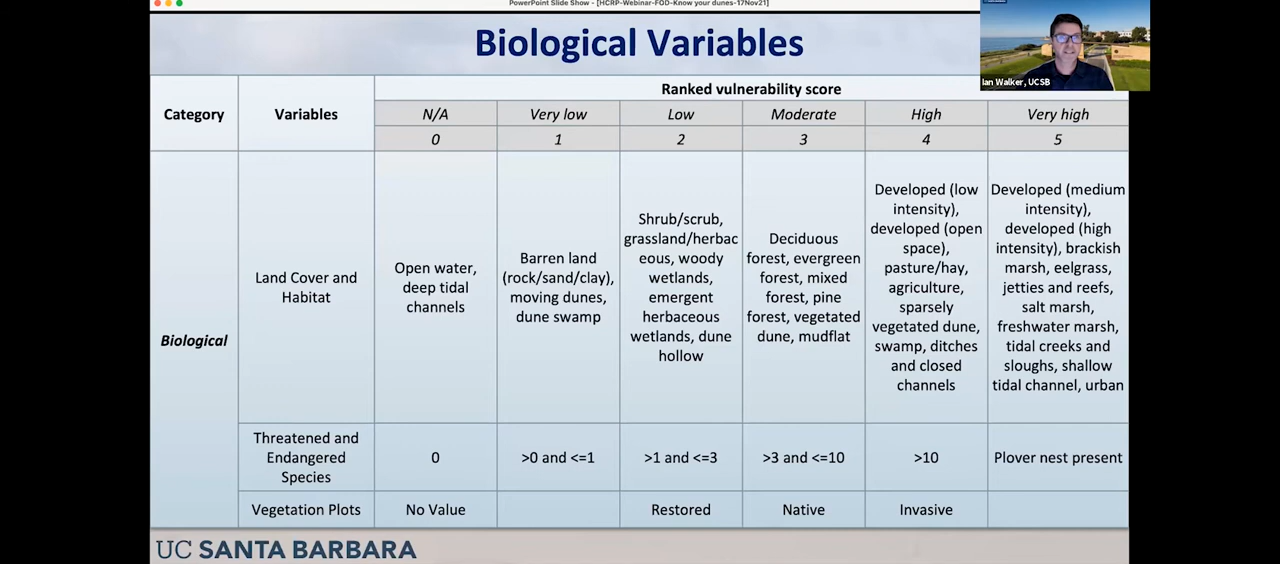 PowerPoint Slide Show - [HCRP-Webinar-FOD-Know your dunes-17Nov21]
Biological Variables
Ian Walker, UCSB
Category
Variables
Ranked vulnerability score
N/A
Very low
Low
Moderate
High
Very high
0
1
2
3
4
5
Biological
Land Cover and
Habitat
Open water,
deep tidal
channels
Barren land
(rock/sand/clay),
moving dunes,
dune swamp
Shrub/scrub,
grassland/herbac
eous, woody
wetlands,
emergent
herbaceous
wetlands, dune
hollow
Deciduous
forest, evergreen
forest, mixed
forest, pine
forest, vegetated
dune, mudflat
Developed (low
intensity),
developed (open
space),
pasture/hay,
agriculture,
sparsely
vegetated dune,
swamp, ditches
and closed
channels
Developed (medium
intensity),
developed (high
intensity), brackish
marsh, eelgrass,
jetties and reefs,
salt marsh,
freshwater marsh,
tidal creeks and
sloughs, shallow
tidal channel, urban
Threatened and
Endangered
Species
0
>0 and <=1
>1 and <=3
>3 and <=10
>10
Plover nest present
Vegetation Plots
No Value
Restored
Native
Invasive
UC SANTA BARBARA